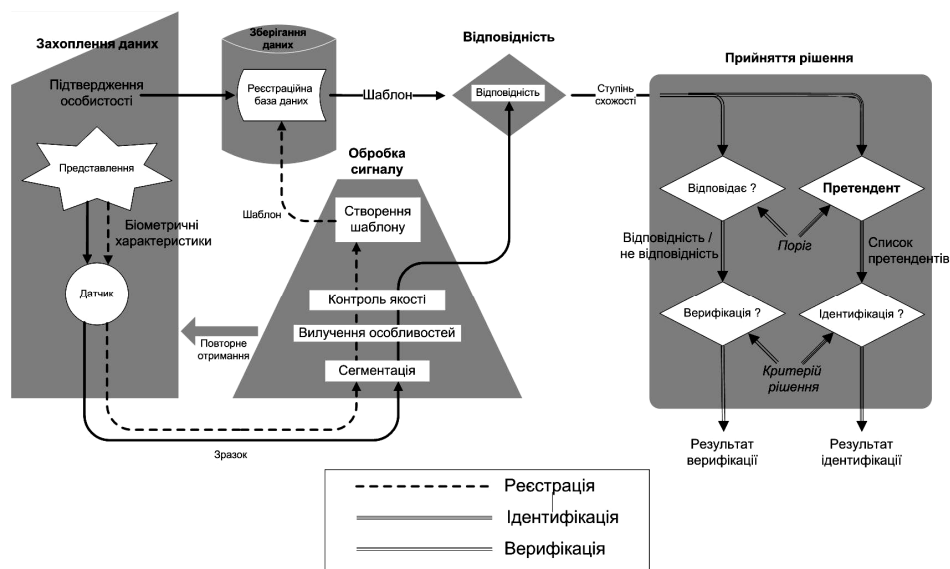 Захоплення даних
Підтвердження
особистості
Представлення
Біометричні
характеристики
Датчик
Зберігання
даних
Реєстраційна
база даних
Шаблон
Відповідність
Відповідність
Ступінь
схожості
Обробка
сигналу
Шаблон
Створення
шаблону
Контроль якості
Вилучення особливостей
Сегментація
Повторне
отримання
Зразок
Прийняття рішення
Відповідає ?
Претендент
Поріг
Відповідність /
не відповідність
Список
претендентів
Верифікація ?
Ідентифікація ?
Критерій
рішення
Результат
верифікації
Результат
ідентифікації
Реєстрація
Ідентифікація
Верифікація